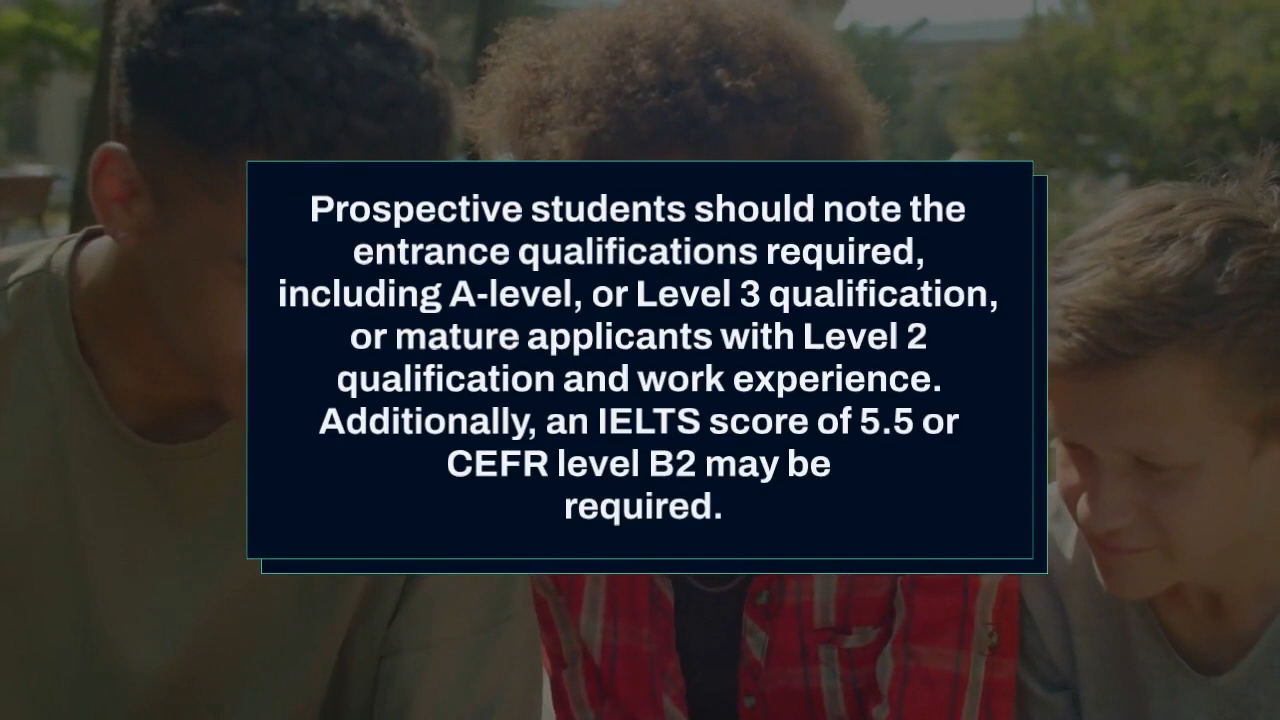 Prospective students should note the
entrance qualifications required,
including A-level, or Level 3 qualification,
or mature applicants with Level 2
qualification and work experience.
Additionally, an IELTS score of 5.5 or
CEFR level B2 may be
required.